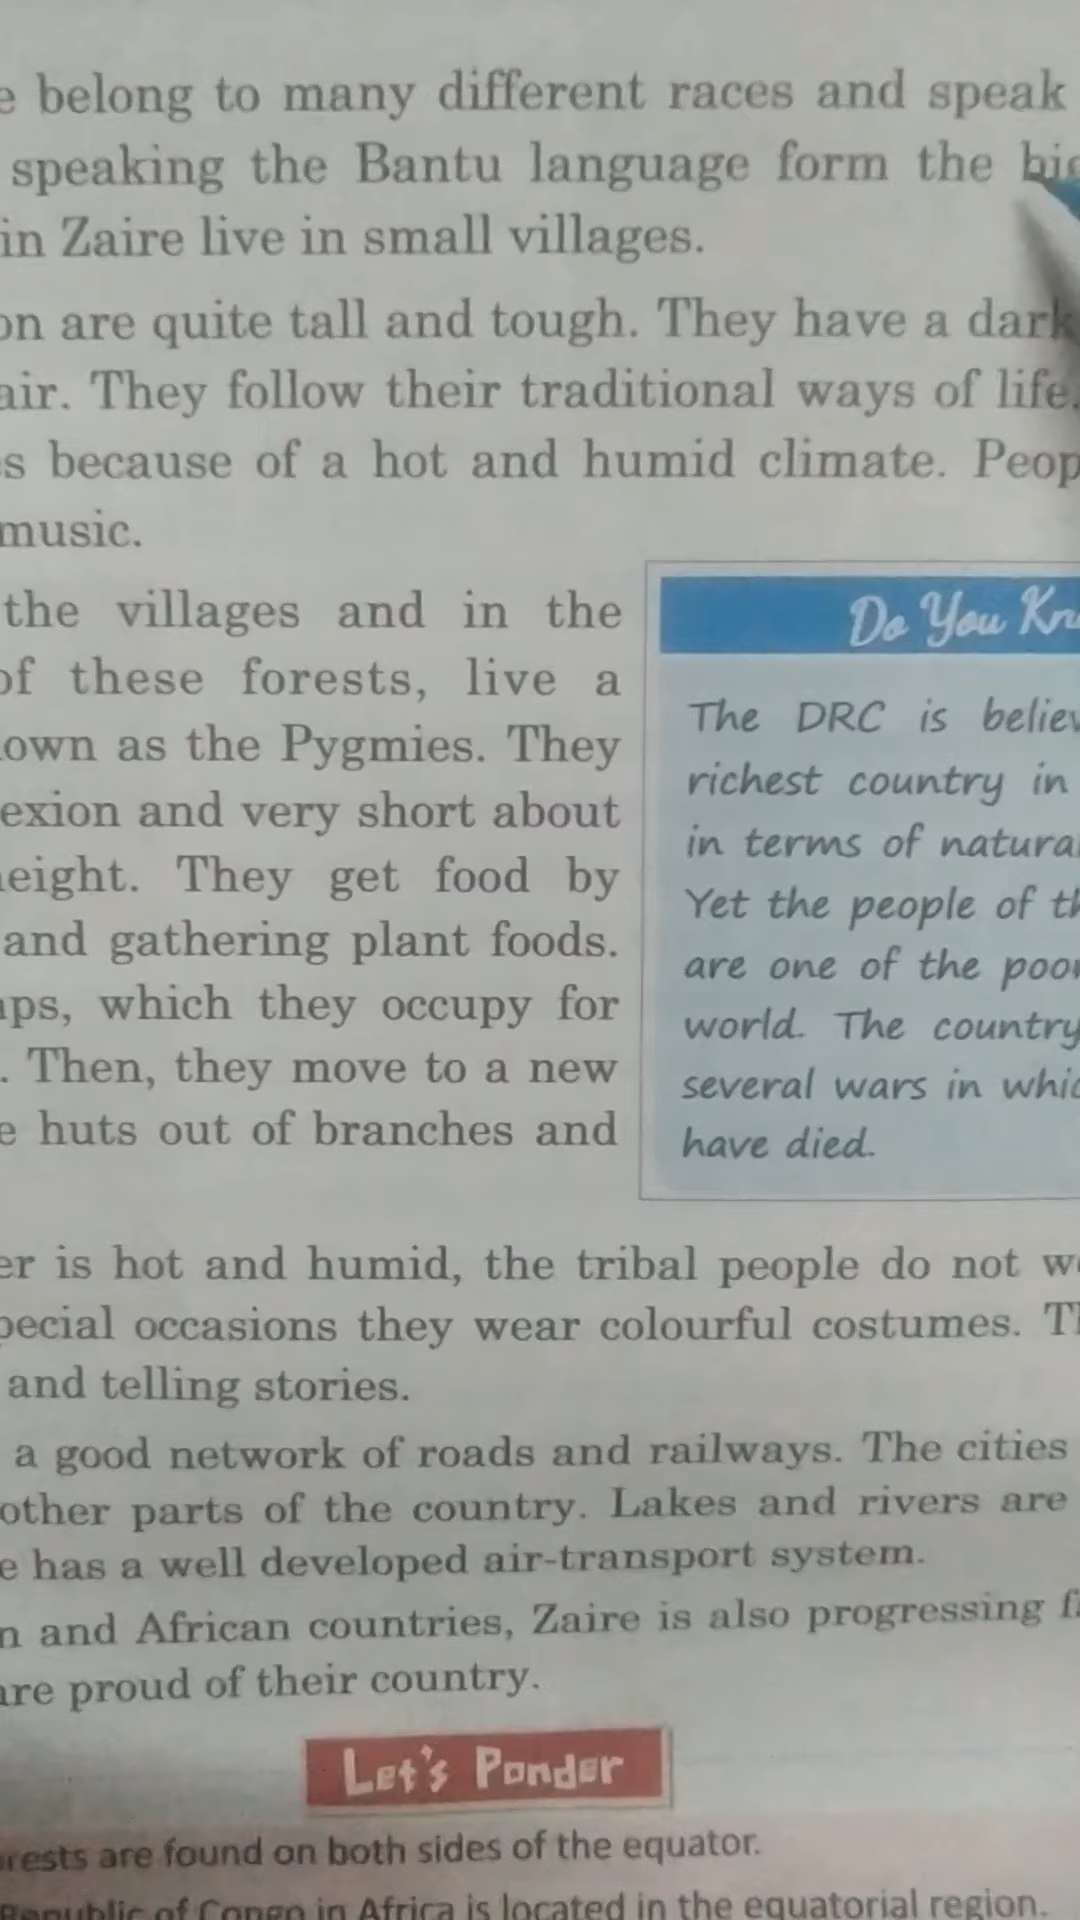 e belong to many different races and speak
speaking the Bantu language form the
in Zaire live in small villages.
on are quite tall and tough. They have a dark
air. They follow their traditional ways of life.
s because of a hot and humid climate. Peop
music.
the villages and in the
of these forests, live a
own as the Pygmies. They
exion and very short about
eight. They get food by
and gathering plant foods.
ps, which they occupy for
. Then, they move to a new
e huts out of branches and
Do You Kn
The DRC is believ
richest country in
in terms of natura
Yet the people of th
are one of the poor
world. The country
several wars in whic
have died.
er is hot and humid, the tribal people do not we
pecial occasions they wear colourful costumes. Th
and telling stories.
a good network of roads and railways. The cities
other parts of the country. Lakes and rivers are
e has a well developed air-transport system.
n and African countries, Zaire is also progressing fa
are proud of their country.
Let's Ponder
rests are found on both sides of the equator.
Republic of Congo in Africa is located in the equatorial region.